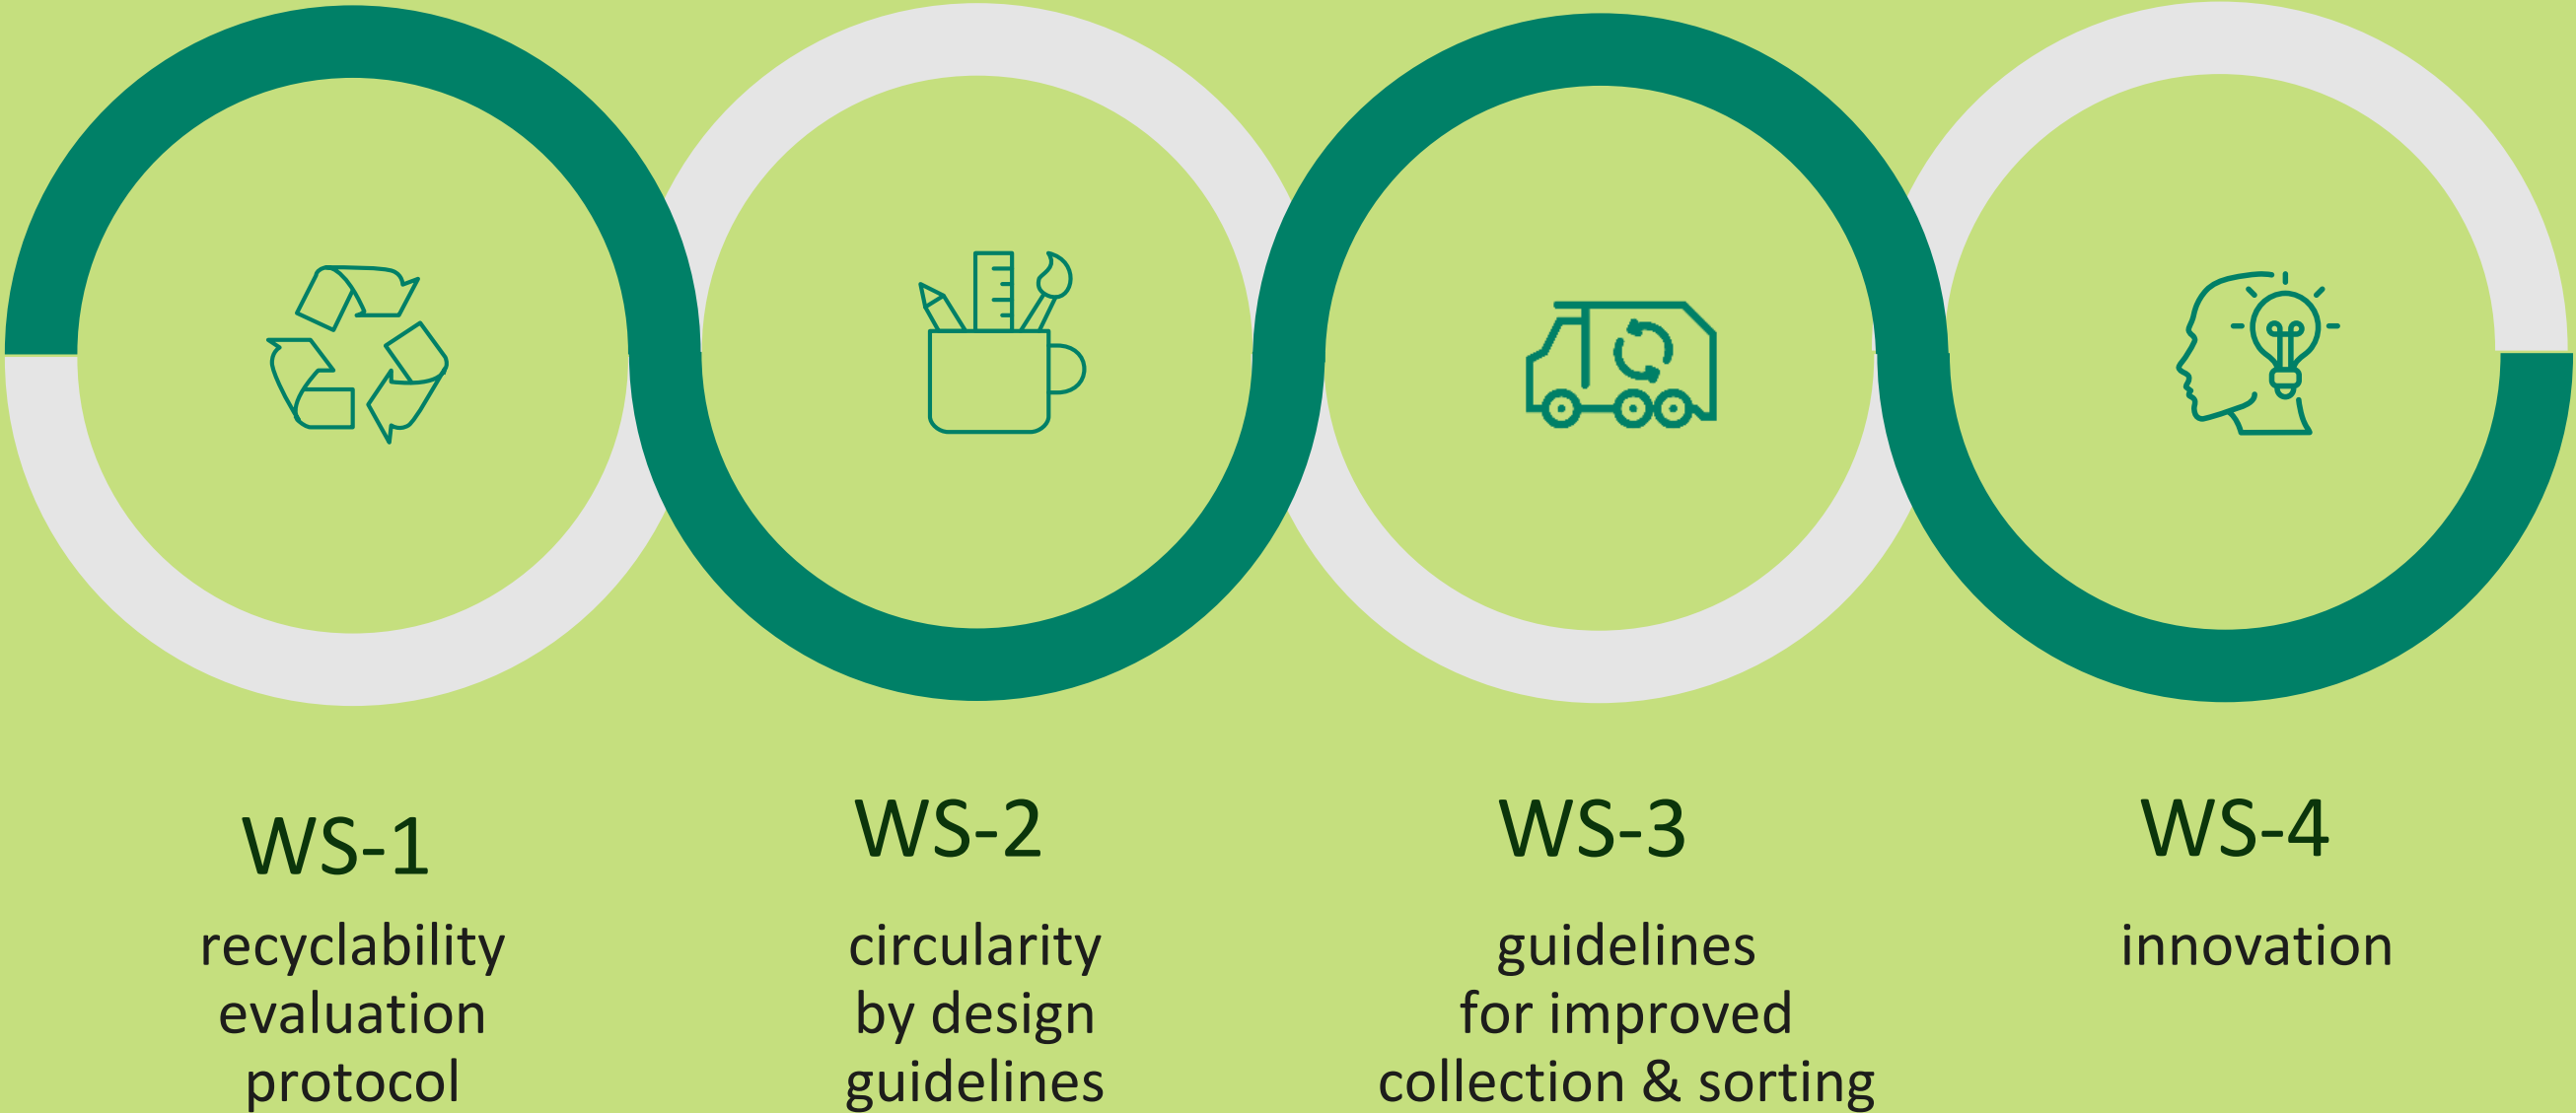 WS-1
recyclability
evaluation
protocol
WS-2
circularity
by design
guidelines
WS-3
guidelines
for improved
collection & sorting
WS-4
innovation